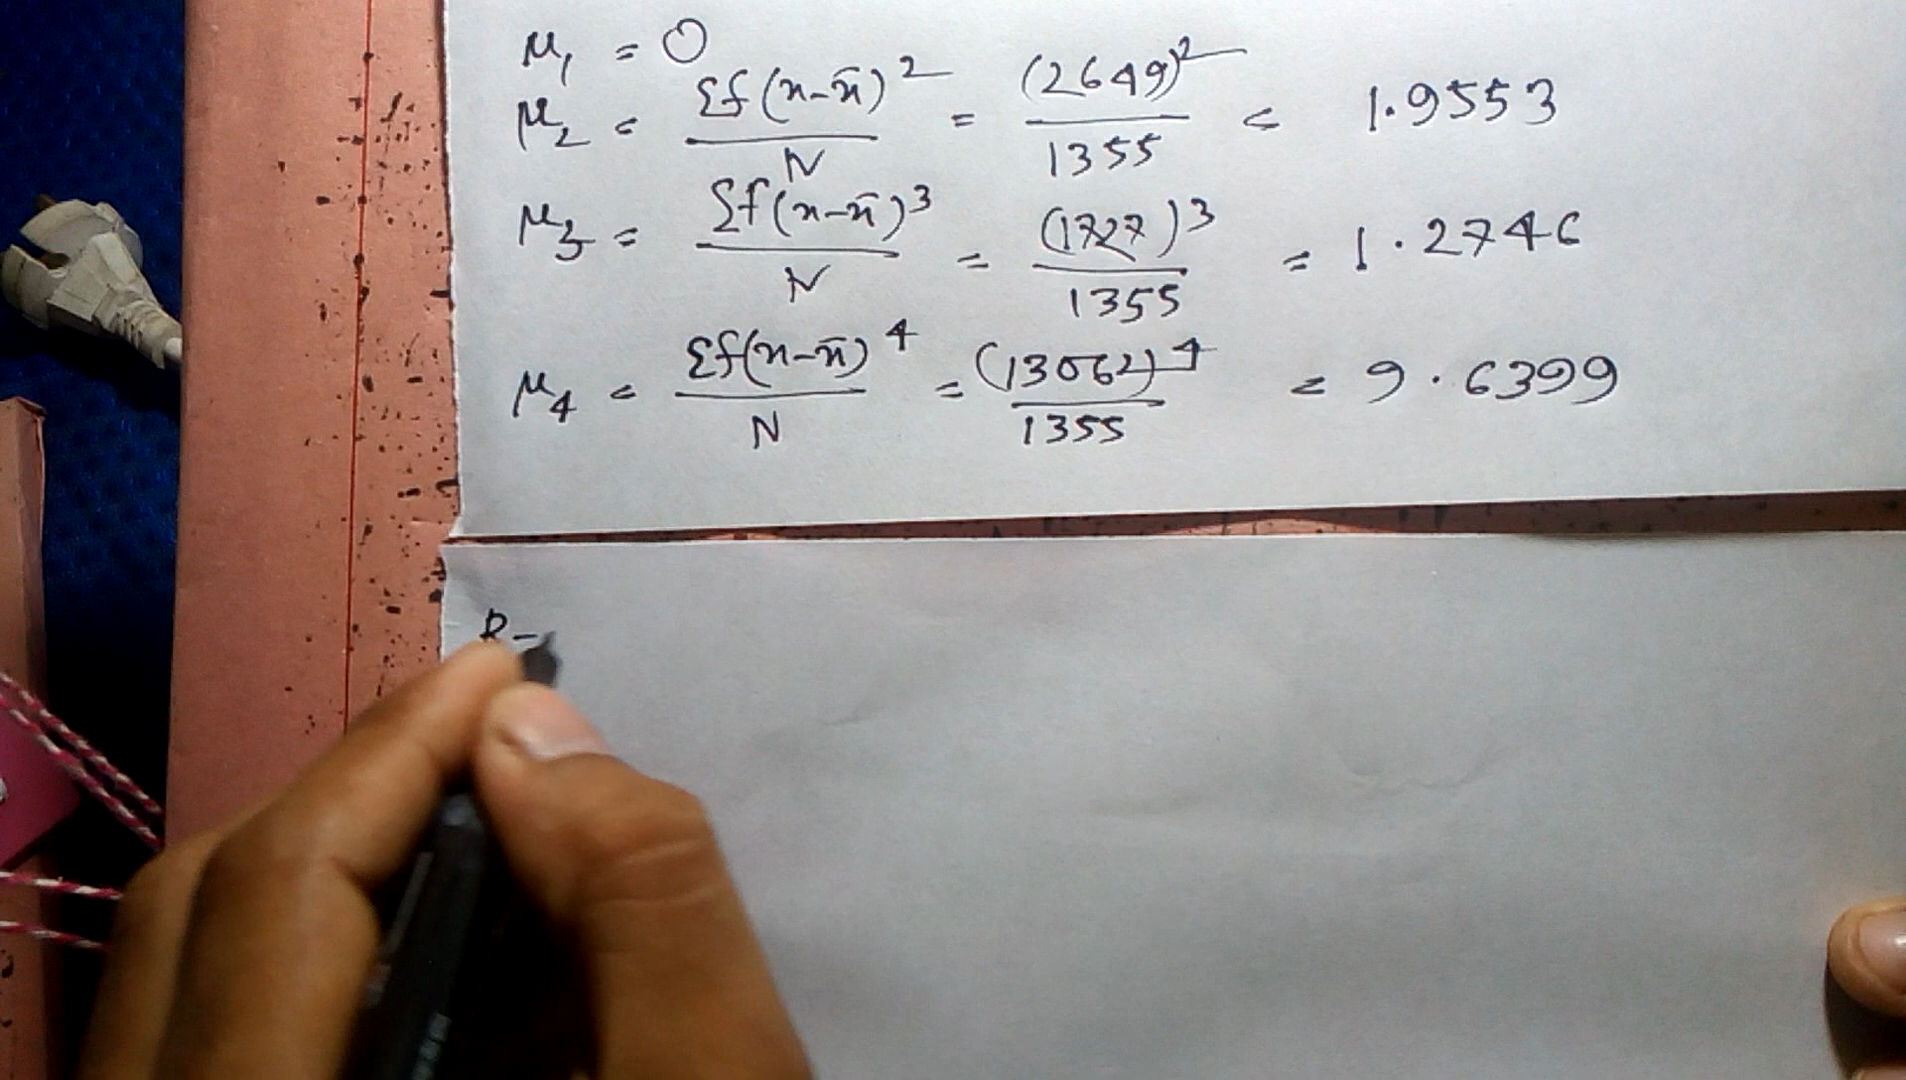 μ₁ = 0
μ₂ = Σf(x-x̄)² / N = (2649)² / 1355 = 1.9553
μ₃ = Σf(x-x̄)³ / N = (1727)³ / 1355 = 1.2746
μ₄ = Σf(x-x̄)⁴ / N = (13062)⁴ / 1355 = 9.6399